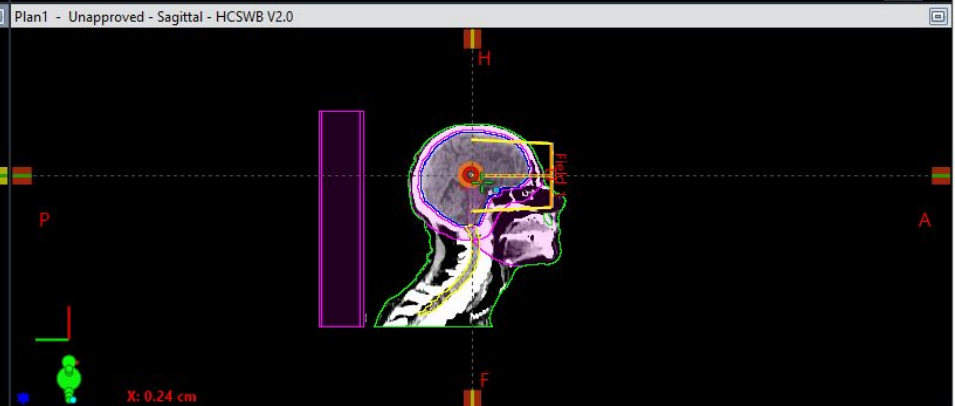 Plan1 - Unapproved - Sagittal - HCSWB V2.0
H
Field 1
P
A
F
X: 0.24 cm